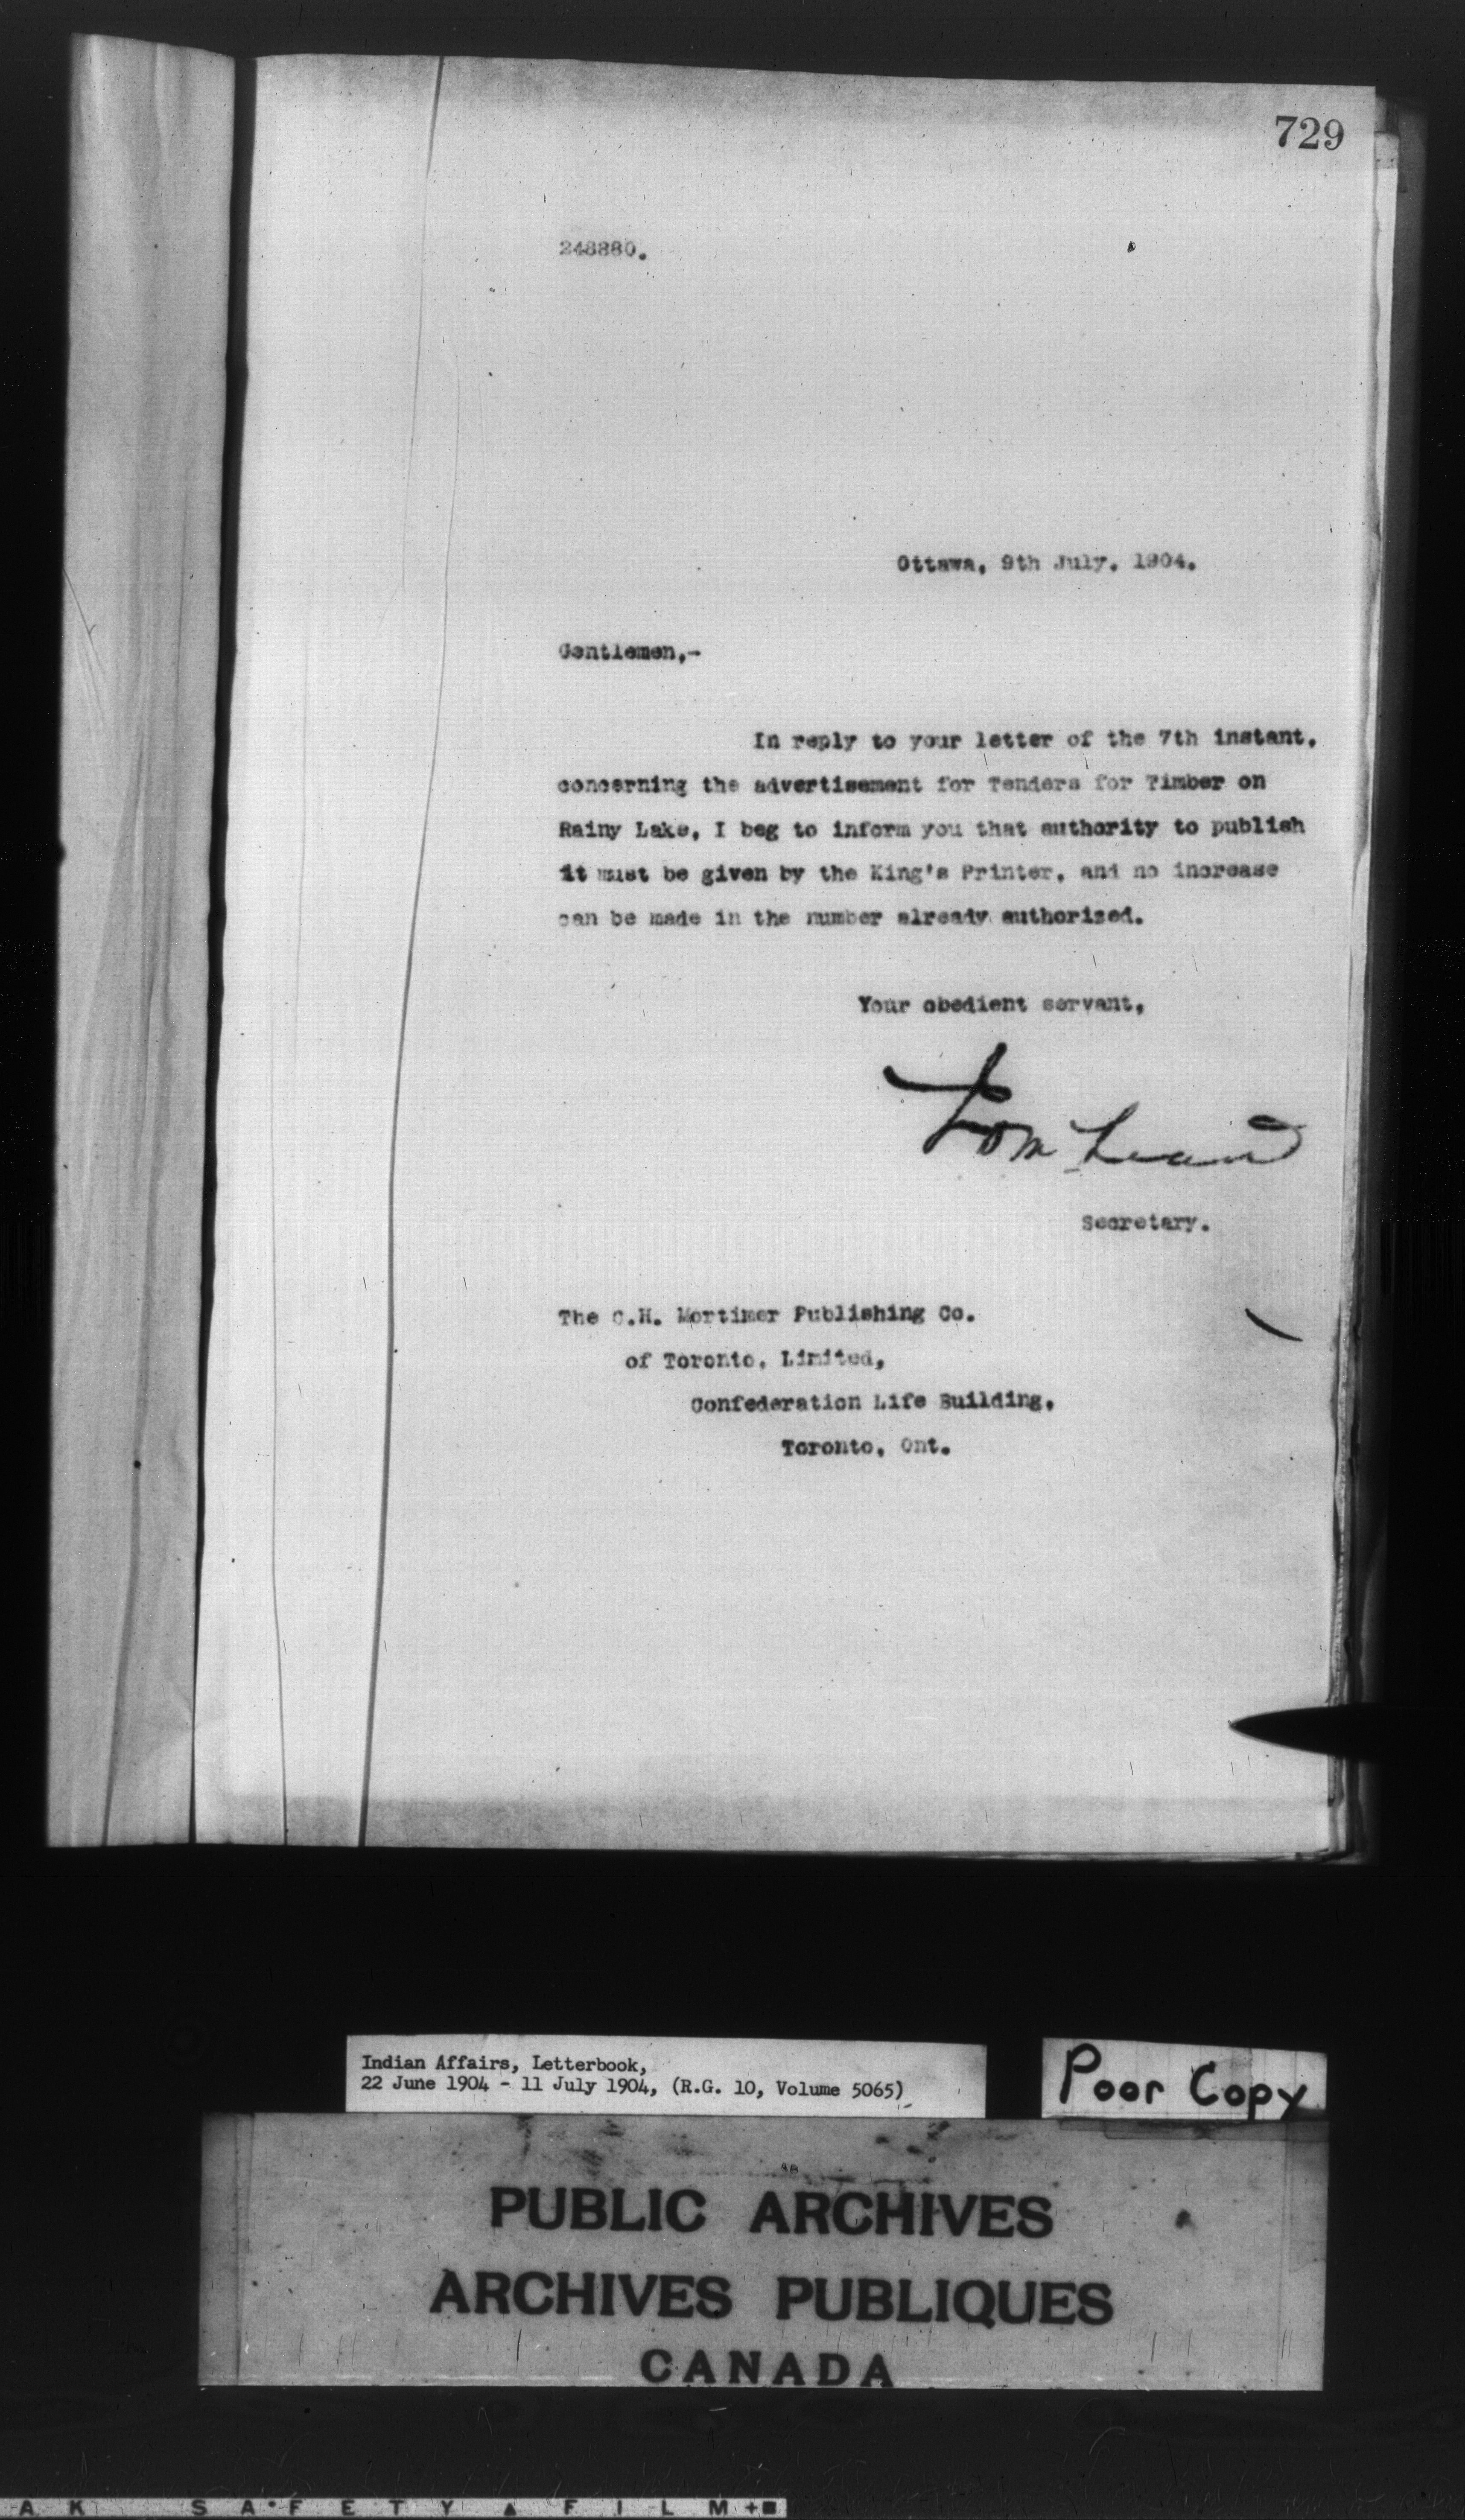 729
248880.
Ottawa, 9th July, 1904.
Gentlemen,-
In reply to your letter of the 7th instant,
concerning the advertisement for Tenders for Timber on
Rainy Lake, I beg to inform you that authority to publish
it must be given by the King's Printer, and no increase
can be made in the number already authorized.
Your obedient servant,
Secretary.
The C.H. Mortimer Publishing Co.
of Toronto, Limited,
Confederation Life Building,
Toronto, Ont.
Indian Affairs, Letterbook,
22 June 1904 - 11 July 1904, (R.G. 10, Volume 5065)
Poor Copy
PUBLIC ARCHIVES
ARCHIVES PUBLIQUES
CANADA
AK SAFETY ▲ FILM